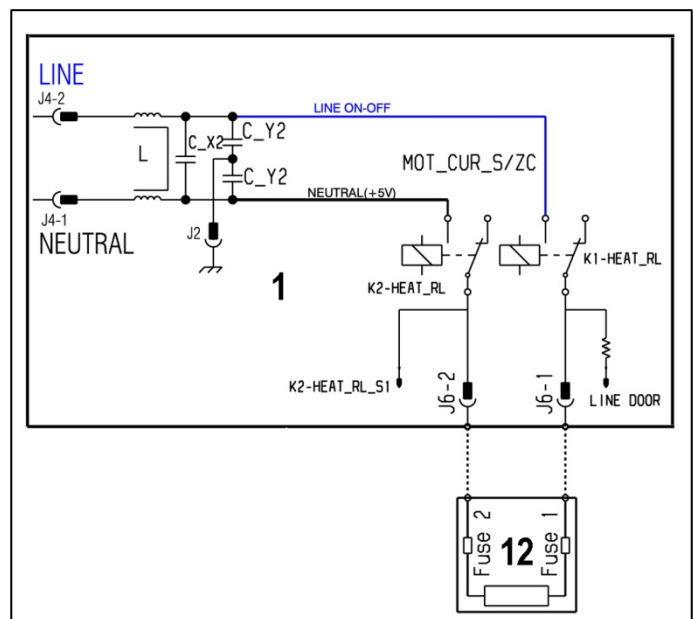 LINE
J4-2
LINE ON-OFF
C_X2
C_Y2
L
MOT_CUR_S/ZC
C_Y2
NEUTRAL(+5V)
J4-1
NEUTRAL
J2
K1-HEAT_RL
1
K2-HEAT_RL
K2-HEAT_RL_S1
J6-2
J6-1
LINE DOOR
Fuse 2
12
Fuse 1